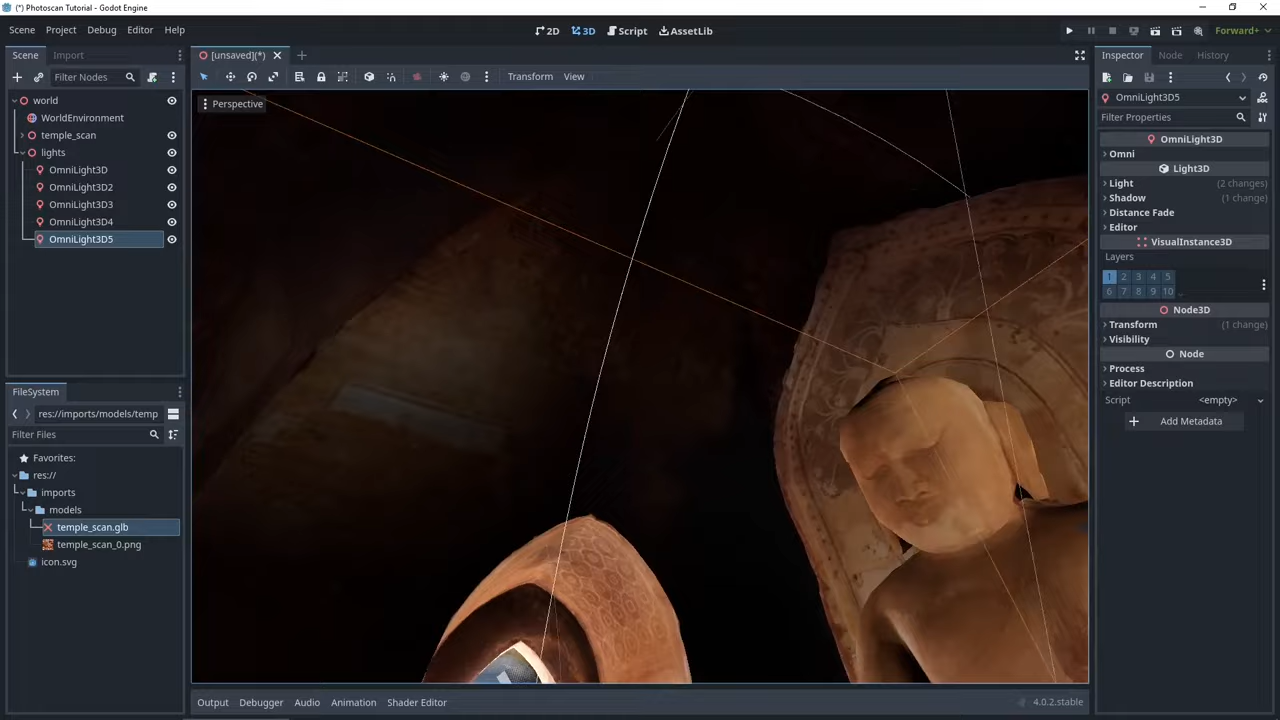 (*) Photoscan Tutorial - Godot Engine
Scene Project Debug Editor Help
2D 3D Script AssetLib
Forward+
Scene Import
[unsaved](*)
Inspector Node History
Filter Nodes
Transform View
OmniLight3D5
Perspective
Filter Properties
world
WorldEnvironment
temple_scan
lights
OmniLight3D
OmniLight3D2
OmniLight3D3
OmniLight3D4
OmniLight3D5
OmniLight3D
Omni
Light3D
Light (2 changes)
Shadow (1 change)
Distance Fade
Editor
VisualInstance3D
Layers
1 2 3 4 5
6 7 8 9 10
Node3D
Transform (1 change)
Visibility
Node
Process
Editor Description
Script <empty>
Add Metadata
FileSystem
res://imports/models/temp
Filter Files
Favorites:
res://
imports
models
temple_scan.glb
temple_scan_0.png
icon.svg
Output Debugger Audio Animation Shader Editor
4.0.2.stable